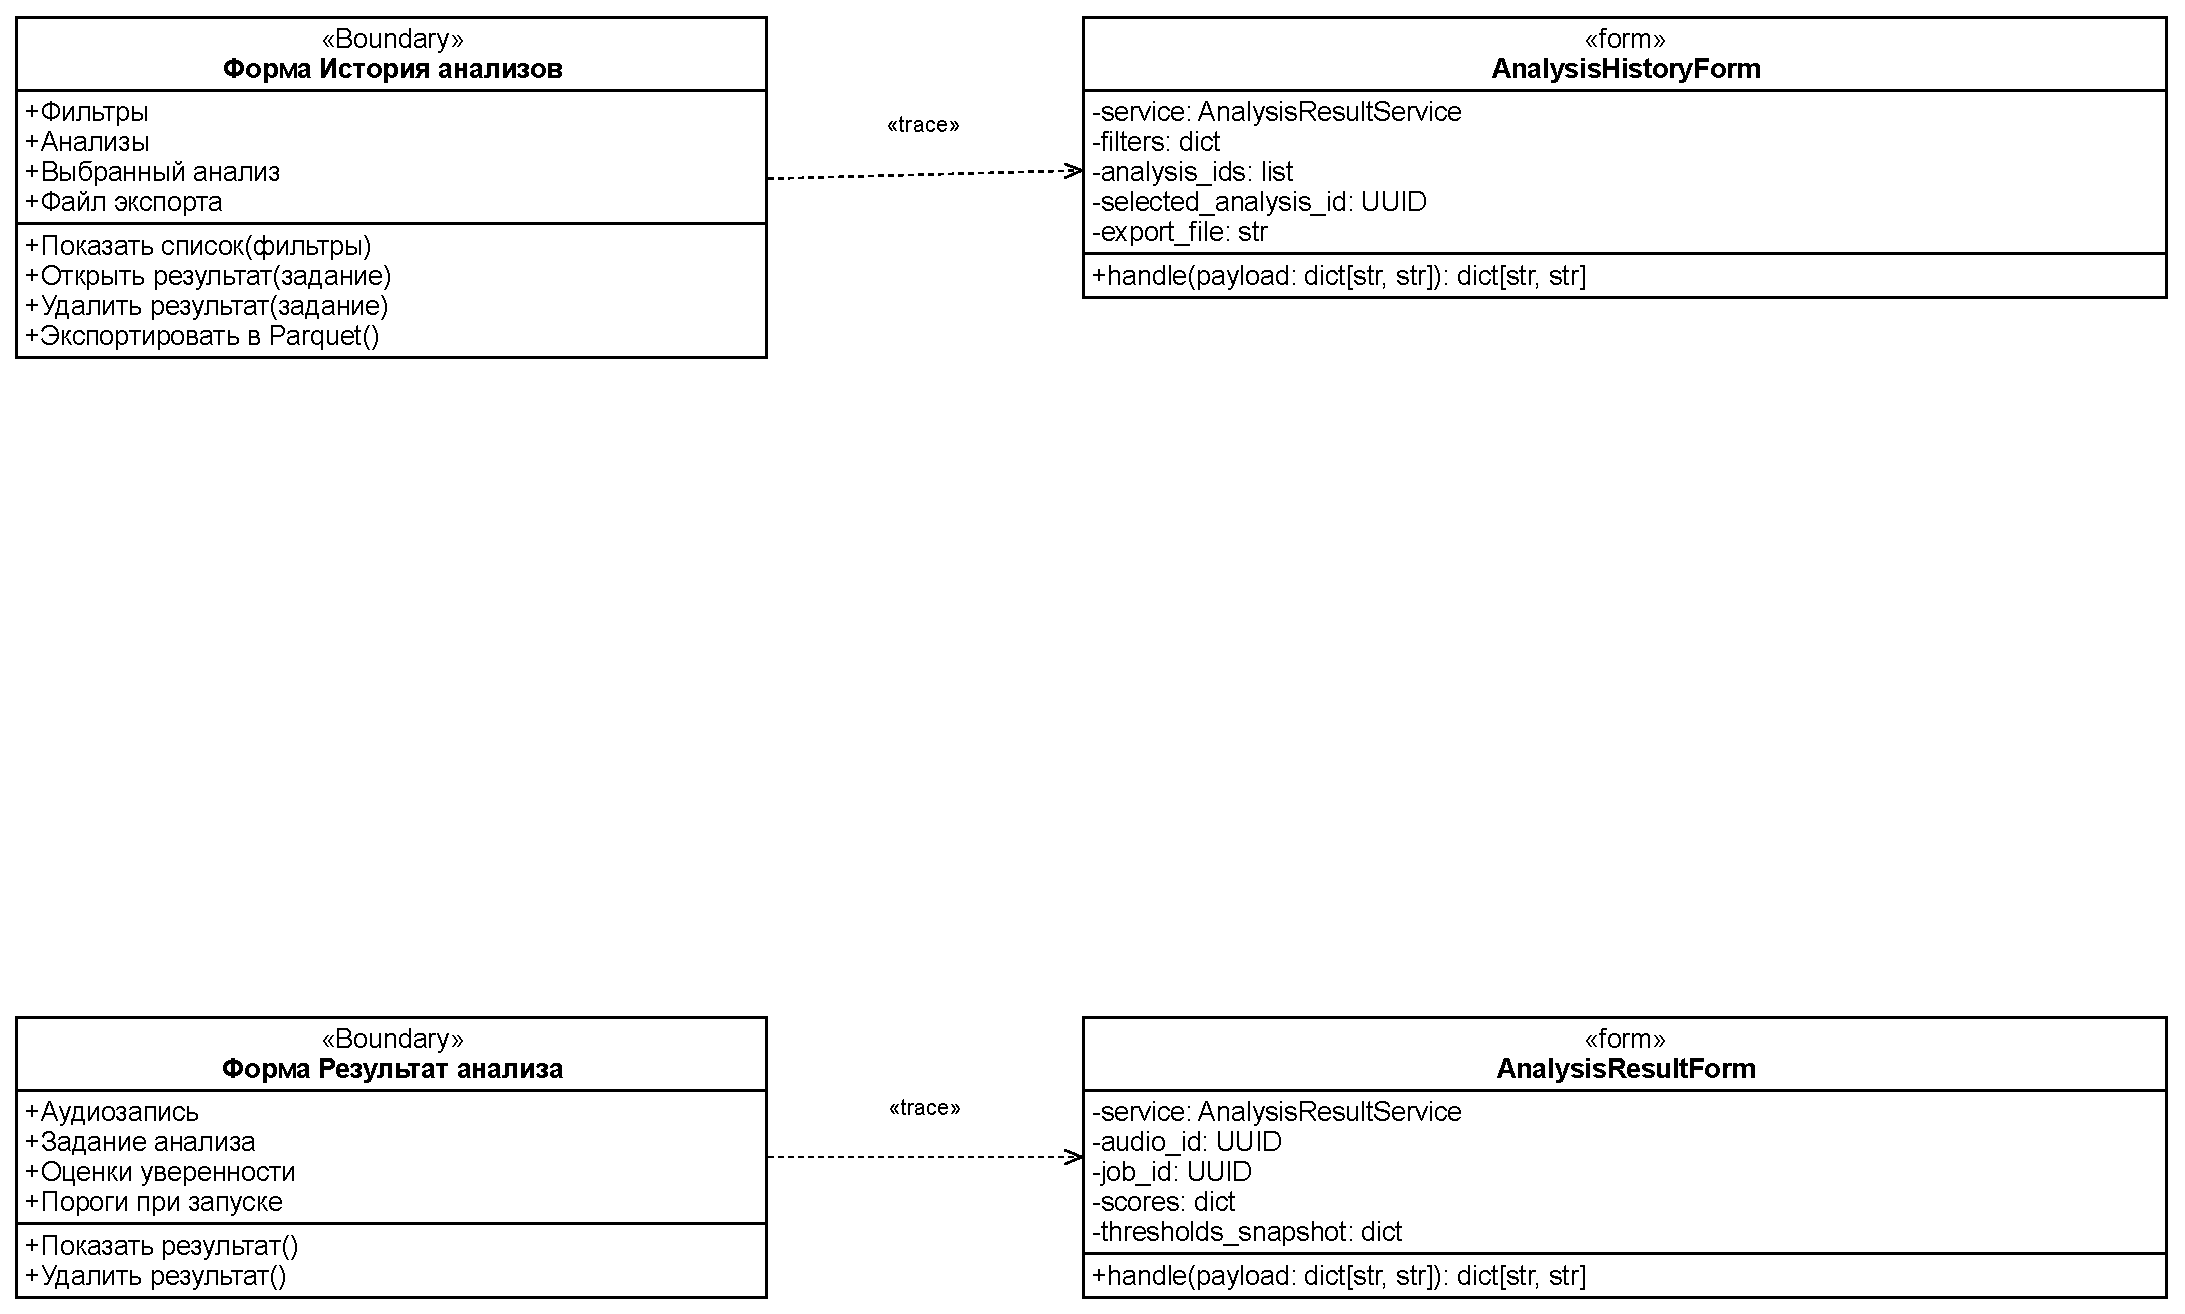 «Boundary»
Форма История анализов
+Фильтры
+Анализы
+Выбранный анализ
+Файл экспорта
+Показать список(фильтры)
+Открыть результат(задание)
+Удалить результат(задание)
+Экспортировать в Parquet()
«trace»
«form»
AnalysisHistoryForm
-service: AnalysisResultService
-filters: dict
-analysis_ids: list
-selected_analysis_id: UUID
-export_file: str
+handle(payload: dict[str, str]): dict[str, str]
«Boundary»
Форма Результат анализа
+Аудиозапись
+Задание анализа
+Оценки уверенности
+Пороги при запуске
+Показать результат()
+Удалить результат()
«trace»
«form»
AnalysisResultForm
-service: AnalysisResultService
-audio_id: UUID
-job_id: UUID
-scores: dict
-thresholds_snapshot: dict
+handle(payload: dict[str, str]): dict[str, str]